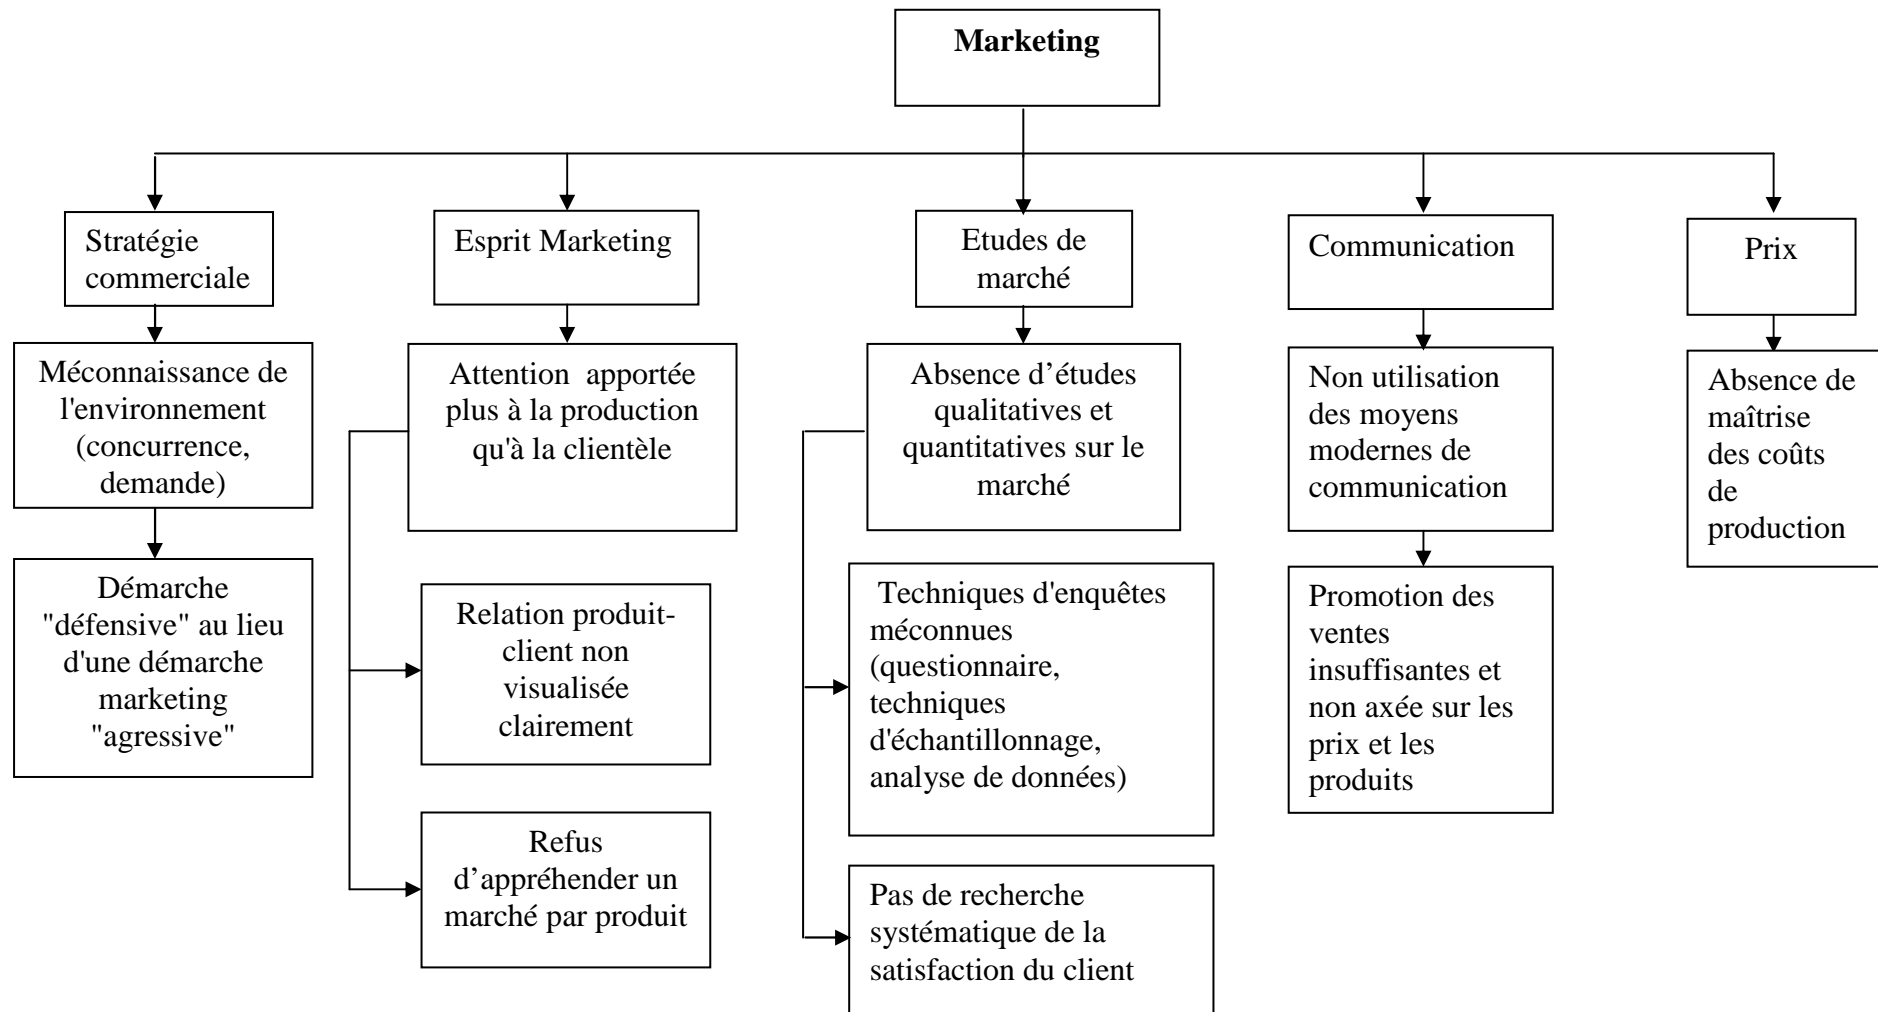 Marketing
Stratégie
commerciale
Esprit Marketing
Etudes de
marché
Communication
Prix
Méconnaissance de
l'environnement
(concurrence,
demande)
Attention  apportée
plus à la production
qu'à la clientèle
Absence d’études
qualitatives et
quantitatives sur le
marché
Non utilisation
des moyens
modernes de
communication
Absence de
maîtrise
des coûts
de
production
Démarche
"défensive" au lieu
d'une démarche
marketing
"agressive"
Relation produit-
client non
visualisée
clairement
Techniques d'enquêtes
méconnues
(questionnaire,
techniques
d'échantillonnage,
analyse de données)
Promotion des
ventes
insuffisantes et
non axée sur les
prix et les
produits
Refus
d’appréhender un
marché par produit
Pas de recherche
systématique de la
satisfaction du client